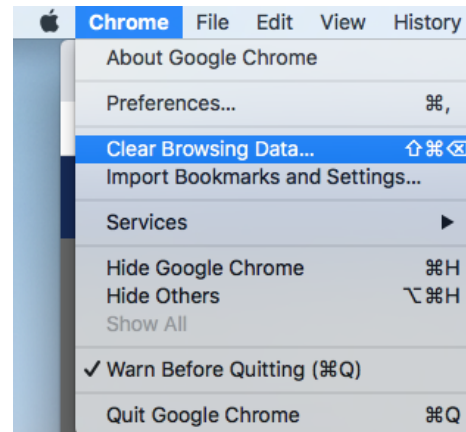 Chrome File Edit View History
About Google Chrome
Preferences... ⌘,
Clear Browsing Data... ⇧⌘⌫
Import Bookmarks and Settings...
Services ▶
Hide Google Chrome ⌘H
Hide Others ⌥⌘H
Show All
✓ Warn Before Quitting (⌘Q)
Quit Google Chrome ⌘Q